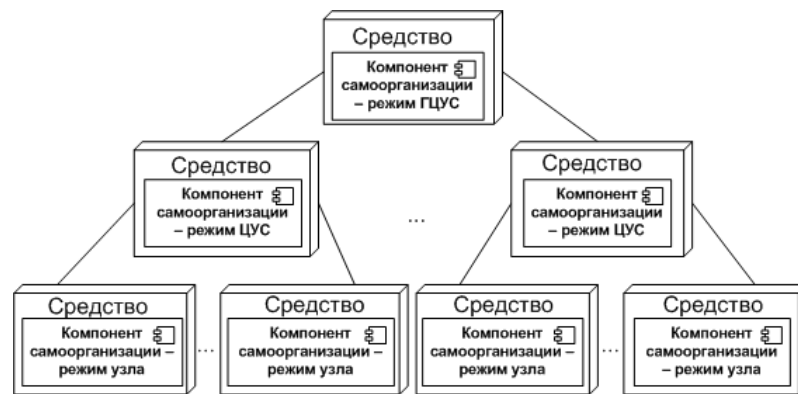 Средство
Компонент
самоорганизации
– режим ГЦУС
Средство
Компонент
самоорганизации
– режим ЦУС
...
Средство
Компонент
самоорганизации
– режим ЦУС
Средство
Компонент
самоорганизации –
режим узла
...
Средство
Компонент
самоорганизации –
режим узла
Средство
Компонент
самоорганизации –
режим узла
...
Средство
Компонент
самоорганизации
– режим узла